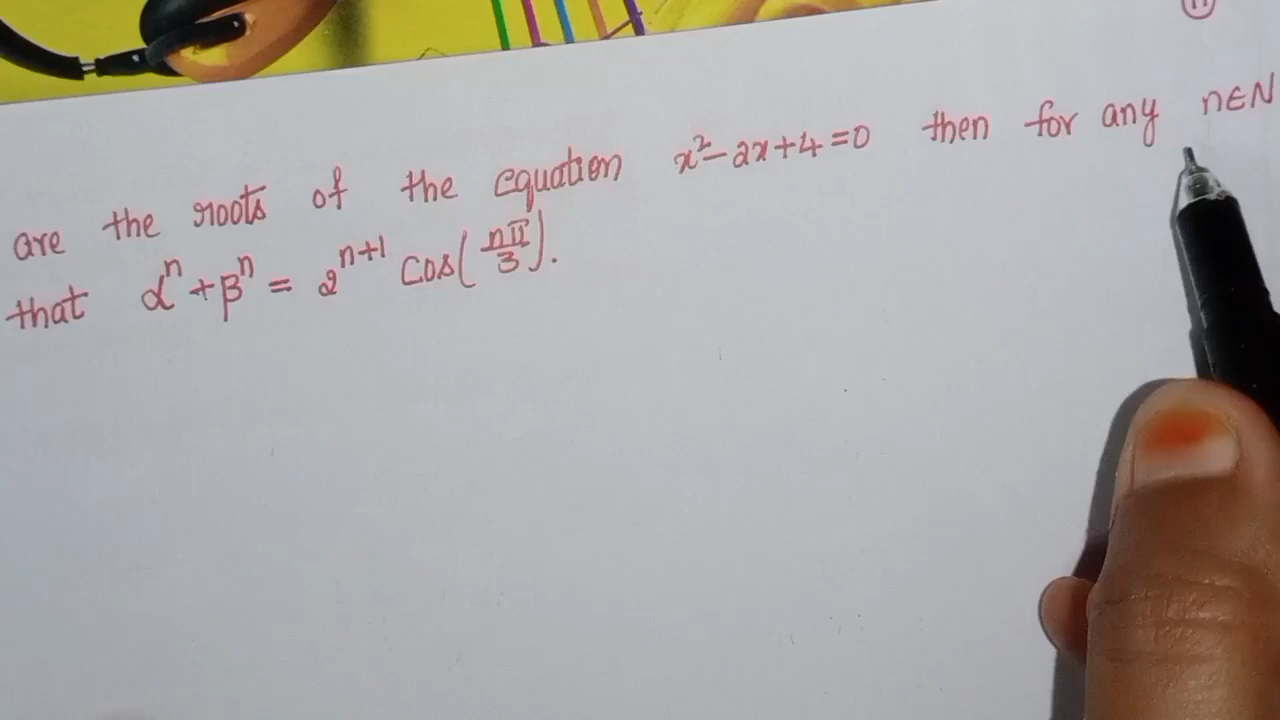 are the roots of the equation x²-2x+4=0 then for any n∈N
that αⁿ+βⁿ = 2ⁿ⁺¹ cos(nπ/3).